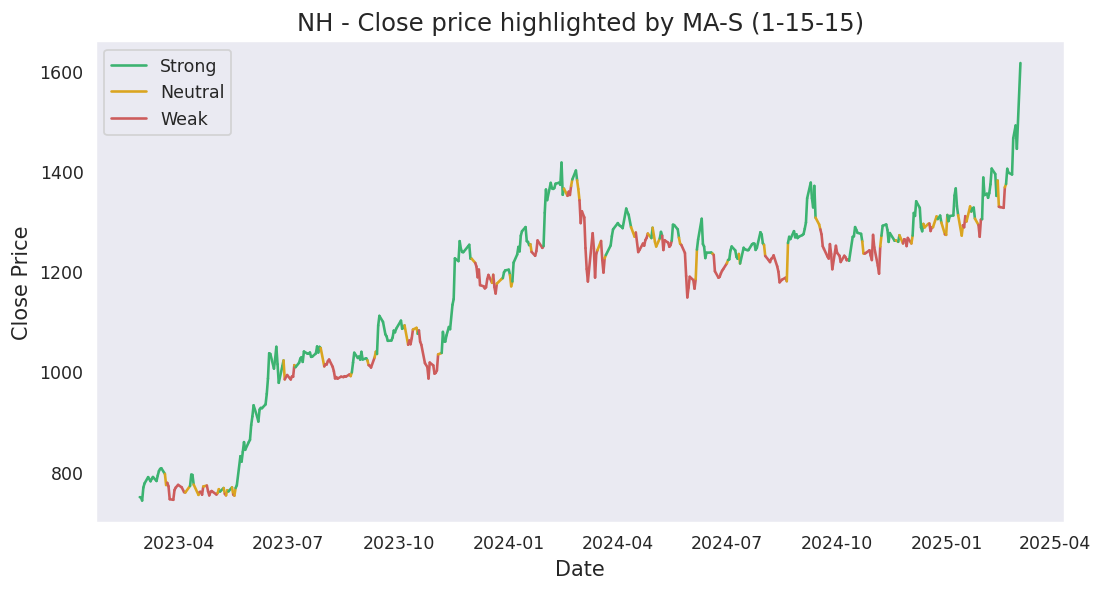 NH - Close price highlighted by MA-S (1-15-15)
Strong
Neutral
Weak
1600
1400
1200
1000
800
Close Price
2023-04 2023-07 2023-10 2024-01 2024-04 2024-07 2024-10 2025-01 2025-04
Date